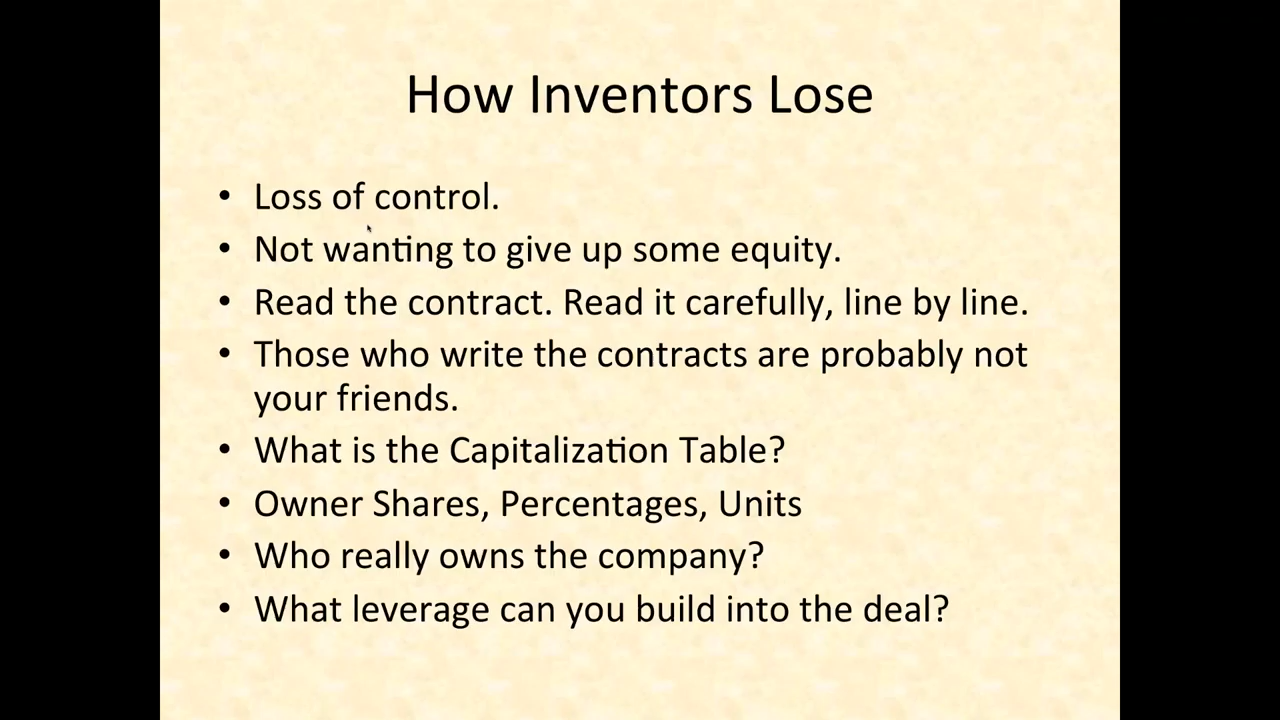 How Inventors Lose
• Loss of control.
• Not wanting to give up some equity.
• Read the contract. Read it carefully, line by line.
• Those who write the contracts are probably not
your friends.
• What is the Capitalization Table?
• Owner Shares, Percentages, Units
• Who really owns the company?
• What leverage can you build into the deal?